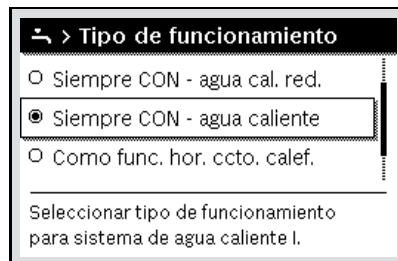 > Tipo de funcionamiento
Siempre CON - agua cal. red.
Siempre CON - agua caliente
Como func. hor. ccto. calef.
Seleccionar tipo de funcionamiento
para sistema de agua caliente I.